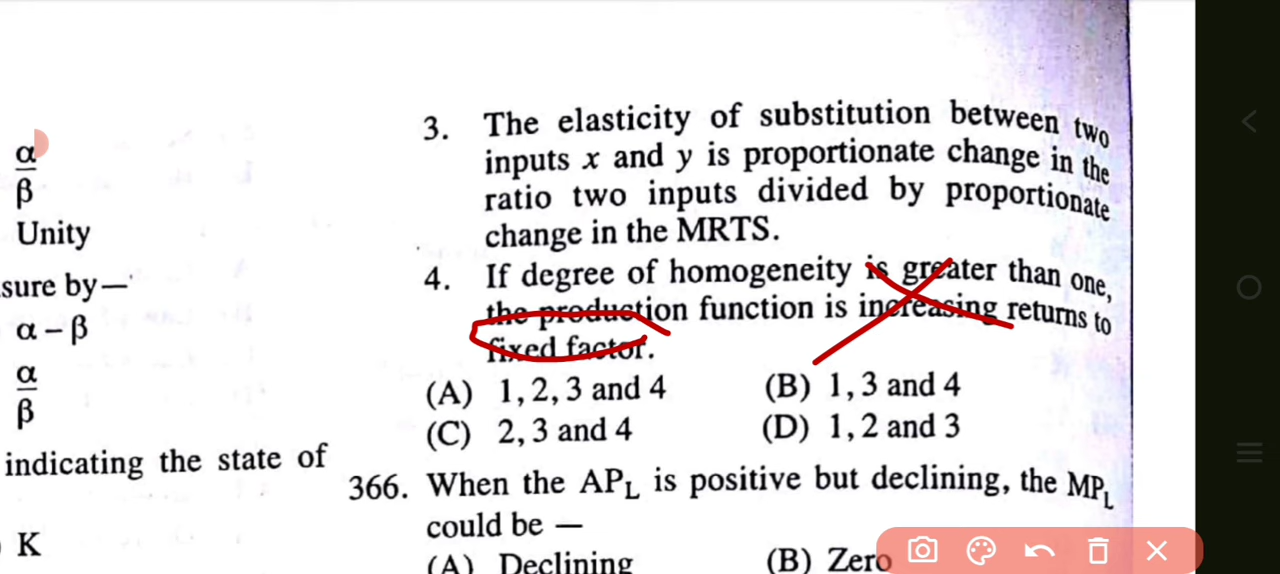 α
β
Unity
sure by—
α – β
α
β
indicating the state of
K
3. The elasticity of substitution between two
inputs x and y is proportionate change in the
ratio two inputs divided by proportionate
change in the MRTS.
4. If degree of homogeneity is greater than one,
the production function is increasing returns to
fixed factor.
(A) 1, 2, 3 and 4 (B) 1, 3 and 4
(C) 2, 3 and 4 (D) 1, 2 and 3
366. When the APL is positive but declining, the MPL
could be —
(A) Declining (B) Zero